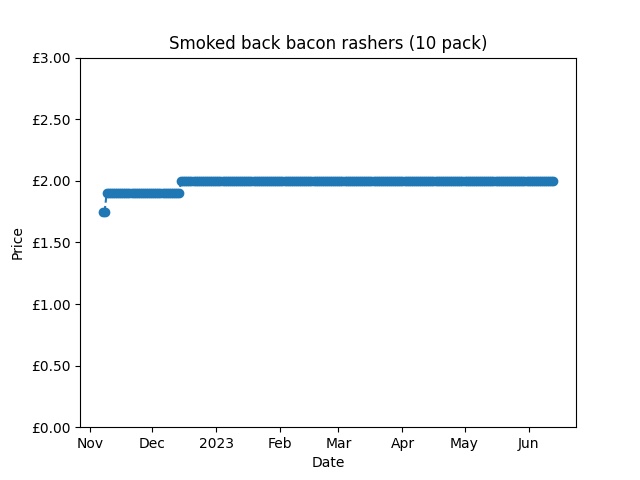 Smoked back bacon rashers (10 pack)
£3.00
£2.50
£2.00
£1.50
£1.00
£0.50
£0.00
Price
Nov Dec 2023 Feb Mar Apr May Jun
Date